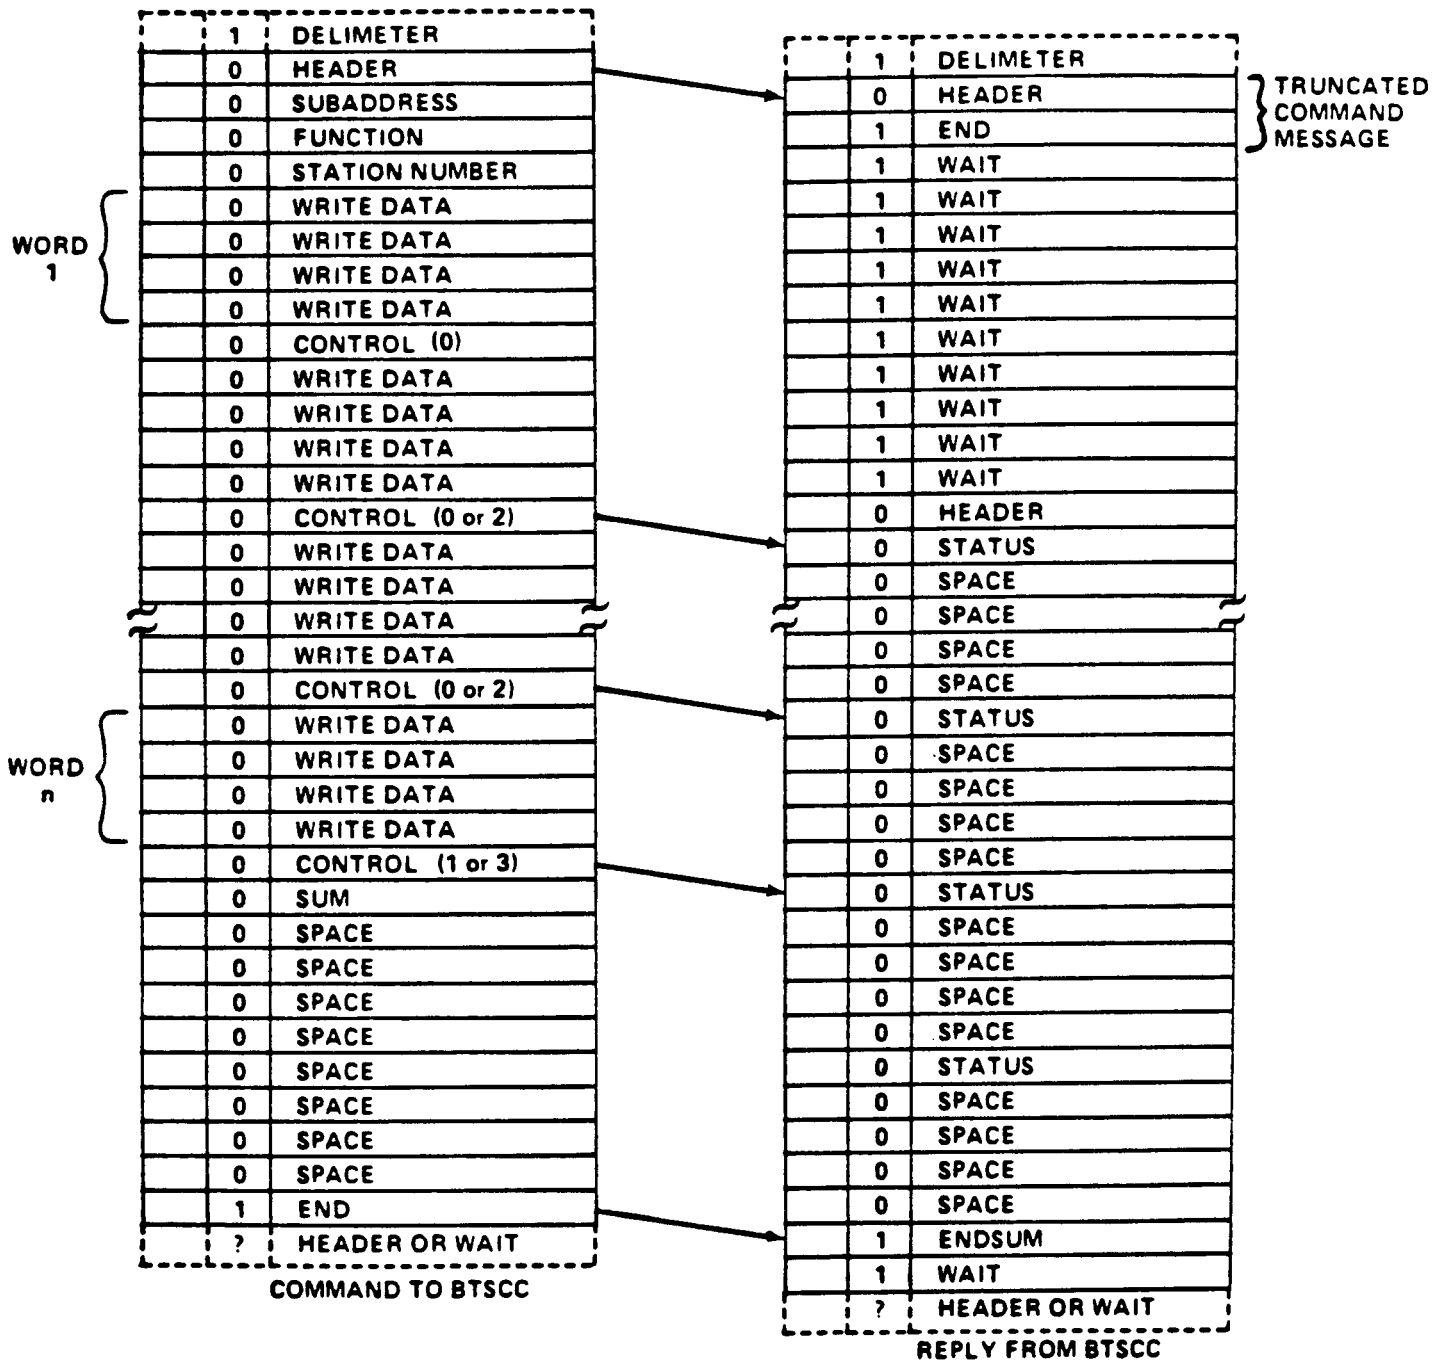 1 DELIMETER
0 HEADER
0 SUBADDRESS
0 FUNCTION
0 STATION NUMBER
WORD 1
0 WRITE DATA
0 WRITE DATA
0 WRITE DATA
0 WRITE DATA
0 CONTROL (0)
0 WRITE DATA
0 WRITE DATA
0 WRITE DATA
0 WRITE DATA
0 CONTROL (0 or 2)
0 WRITE DATA
0 WRITE DATA
0 WRITE DATA
0 WRITE DATA
0 CONTROL (0 or 2)
WORD n
0 WRITE DATA
0 WRITE DATA
0 WRITE DATA
0 WRITE DATA
0 CONTROL (1 or 3)
0 SUM
0 SPACE
0 SPACE
0 SPACE
0 SPACE
0 SPACE
0 SPACE
0 SPACE
0 SPACE
1 END
? HEADER OR WAIT
COMMAND TO BTSCC
1 DELIMETER
0 HEADER
1 END
TRUNCATED
COMMAND
MESSAGE
1 WAIT
1 WAIT
1 WAIT
1 WAIT
1 WAIT
1 WAIT
1 WAIT
1 WAIT
1 WAIT
1 WAIT
0 HEADER
0 STATUS
0 SPACE
0 SPACE
0 SPACE
0 SPACE
0 STATUS
0 SPACE
0 SPACE
0 SPACE
0 SPACE
0 STATUS
0 SPACE
0 SPACE
0 SPACE
0 SPACE
0 STATUS
0 SPACE
0 SPACE
0 SPACE
0 SPACE
1 ENDSUM
1 WAIT
? HEADER OR WAIT
REPLY FROM BTSCC